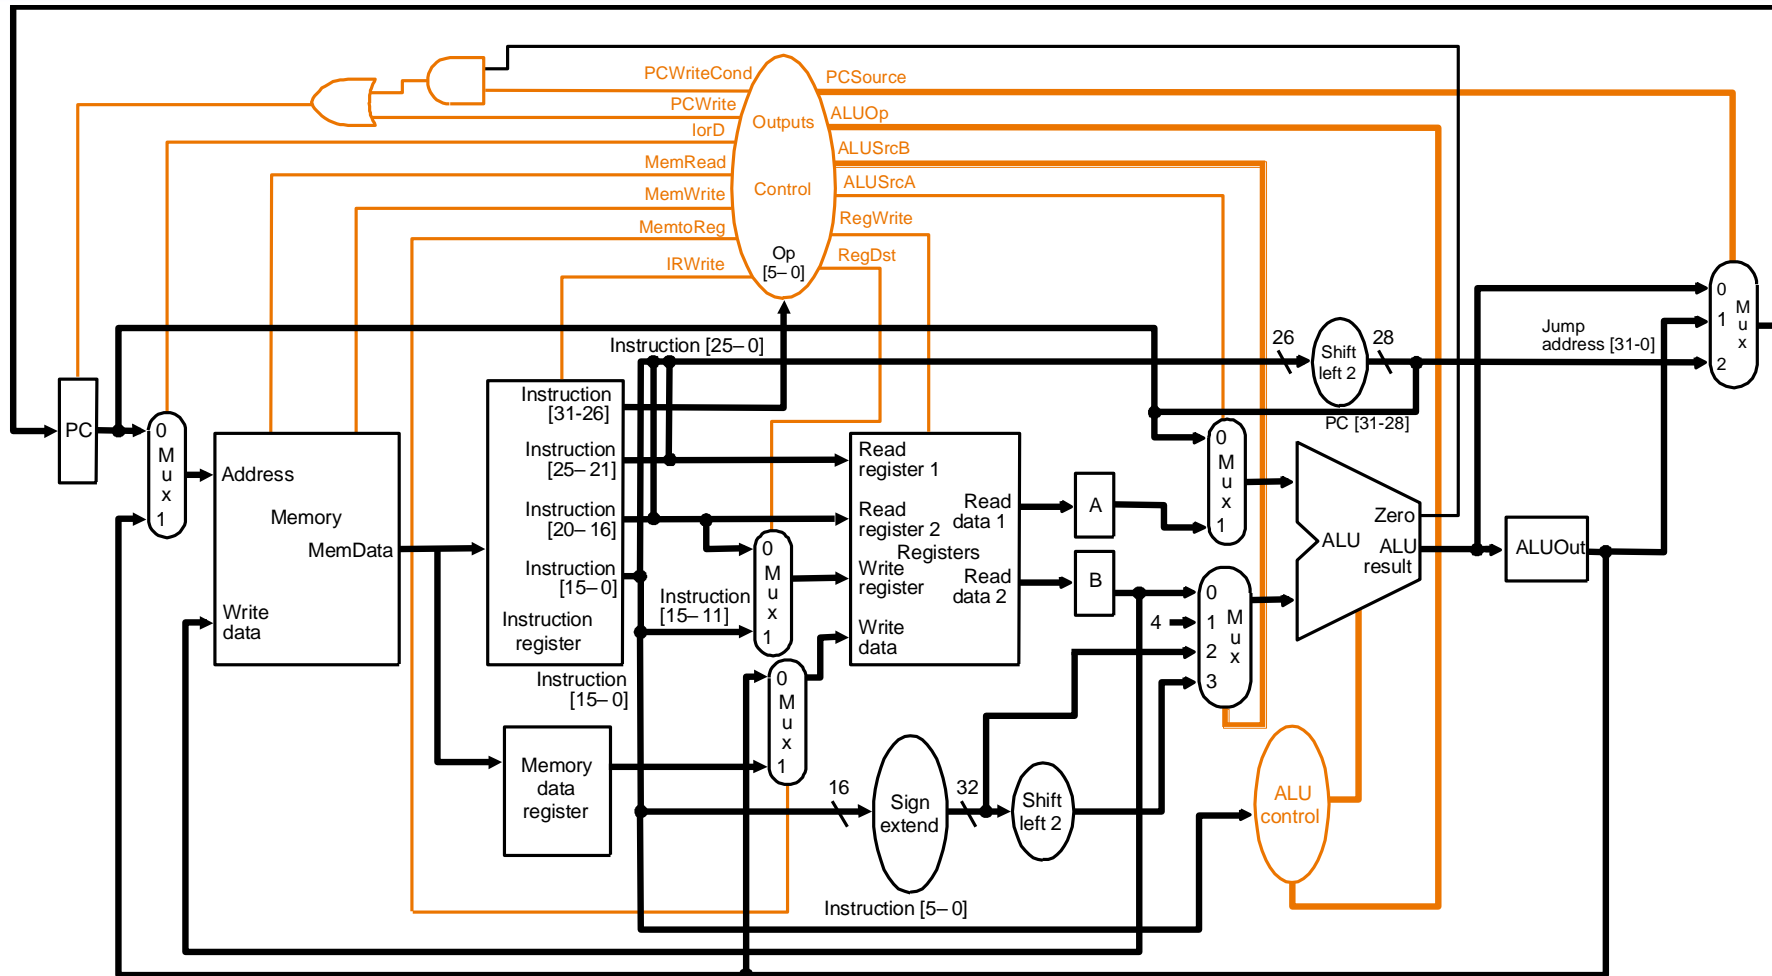 PCWriteCond
PCSource
PCWrite
ALUOp
Outputs
IorD
ALUSrcB
MemRead
ALUSrcA
Control
MemWrite
RegWrite
MemtoReg
RegDst
Op
[5–0]
IRWrite
26
28
Shift
left 2
Jump
address [31-0]
0
1
2
M
u
x
Instruction [25–0]
PC [31-28]
PC
0
M
u
x
1
Address
Memory
MemData
Write
data
Instruction
[31-26]
Instruction
[25–21]
Instruction
[20–16]
Instruction
[15–0]
Instruction
register
Instruction
[15–11]
0
M
u
x
1
Read
register 1
Read
register 2
Registers
Write
register
Write
data
Read
data 1
Read
data 2
A
B
0
M
u
x
1
4
0
1
2
3
M
u
x
Zero
ALU
ALU
result
ALUOut
Instruction
[15–0]
Memory
data
register
0
M
u
x
1
16
Sign
extend
32
Shift
left 2
ALU
control
Instruction [5–0]